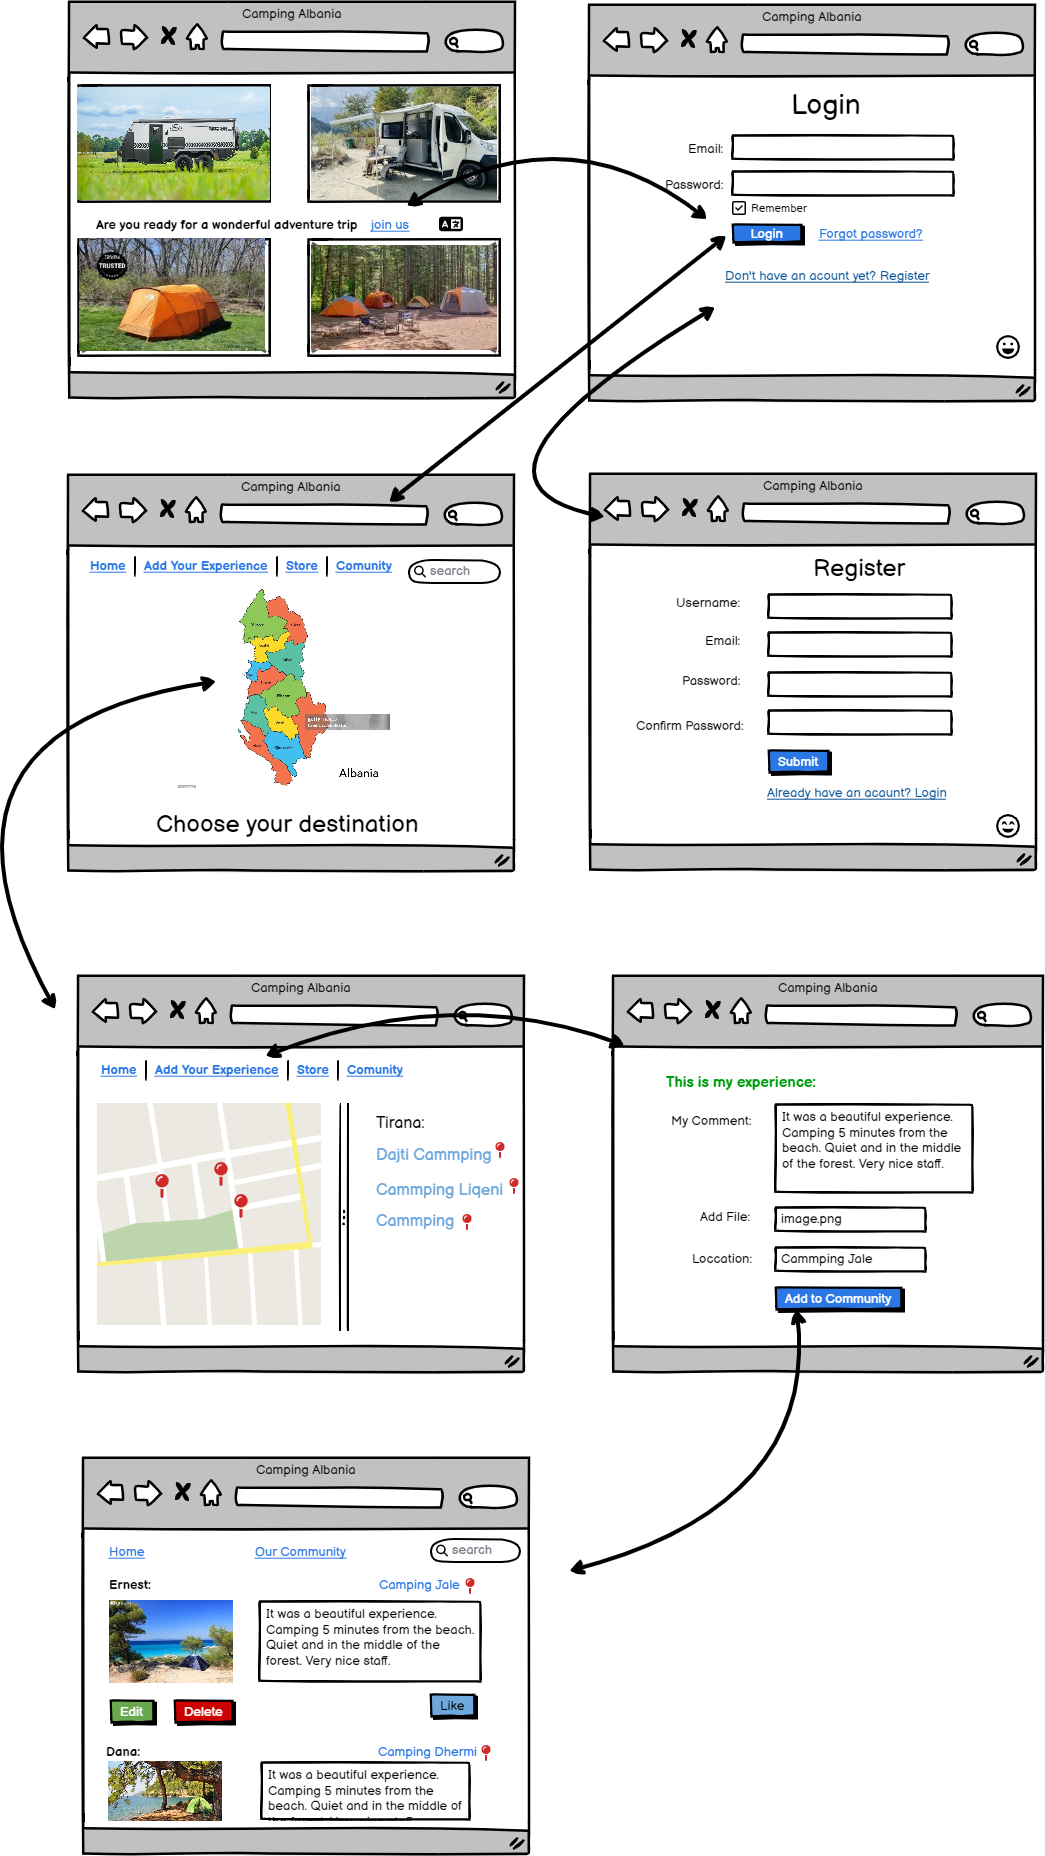 Camping Albania
Are you ready for a wonderful adventure trip join us
TRUSTED
Camping Albania
Login
Email:
Password:
Remember
Login Forgot password?
Don't have an acount yet? Register
Camping Albania
Home Add Your Experience Store Comunity search
Albania
Choose your destination
Camping Albania
Register
Username:
Email:
Password:
Confirm Password:
Submit
Already have an acaunt? Login
Camping Albania
Home Add Your Experience Store Comunity
Tirana:
Dajti Cammping
Cammping Liqeni
Cammping
Camping Albania
This is my experience:
My Comment:
It was a beautiful experience.
Camping 5 minutes from the
beach. Quiet and in the middle
of the forest. Very nice staff.
Add File: image.png
Loccation: Cammping Jale
Add to Community
Camping Albania
Home Our Community search
Ernest: Camping Jale
It was a beautiful experience.
Camping 5 minutes from the beach.
Quiet and in the middle of the
forest. Very nice staff.
Edit Delete Like
Dana: Camping Dhermi
It was a beautiful experience.
Camping 5 minutes from the
beach. Quiet and in the middle of